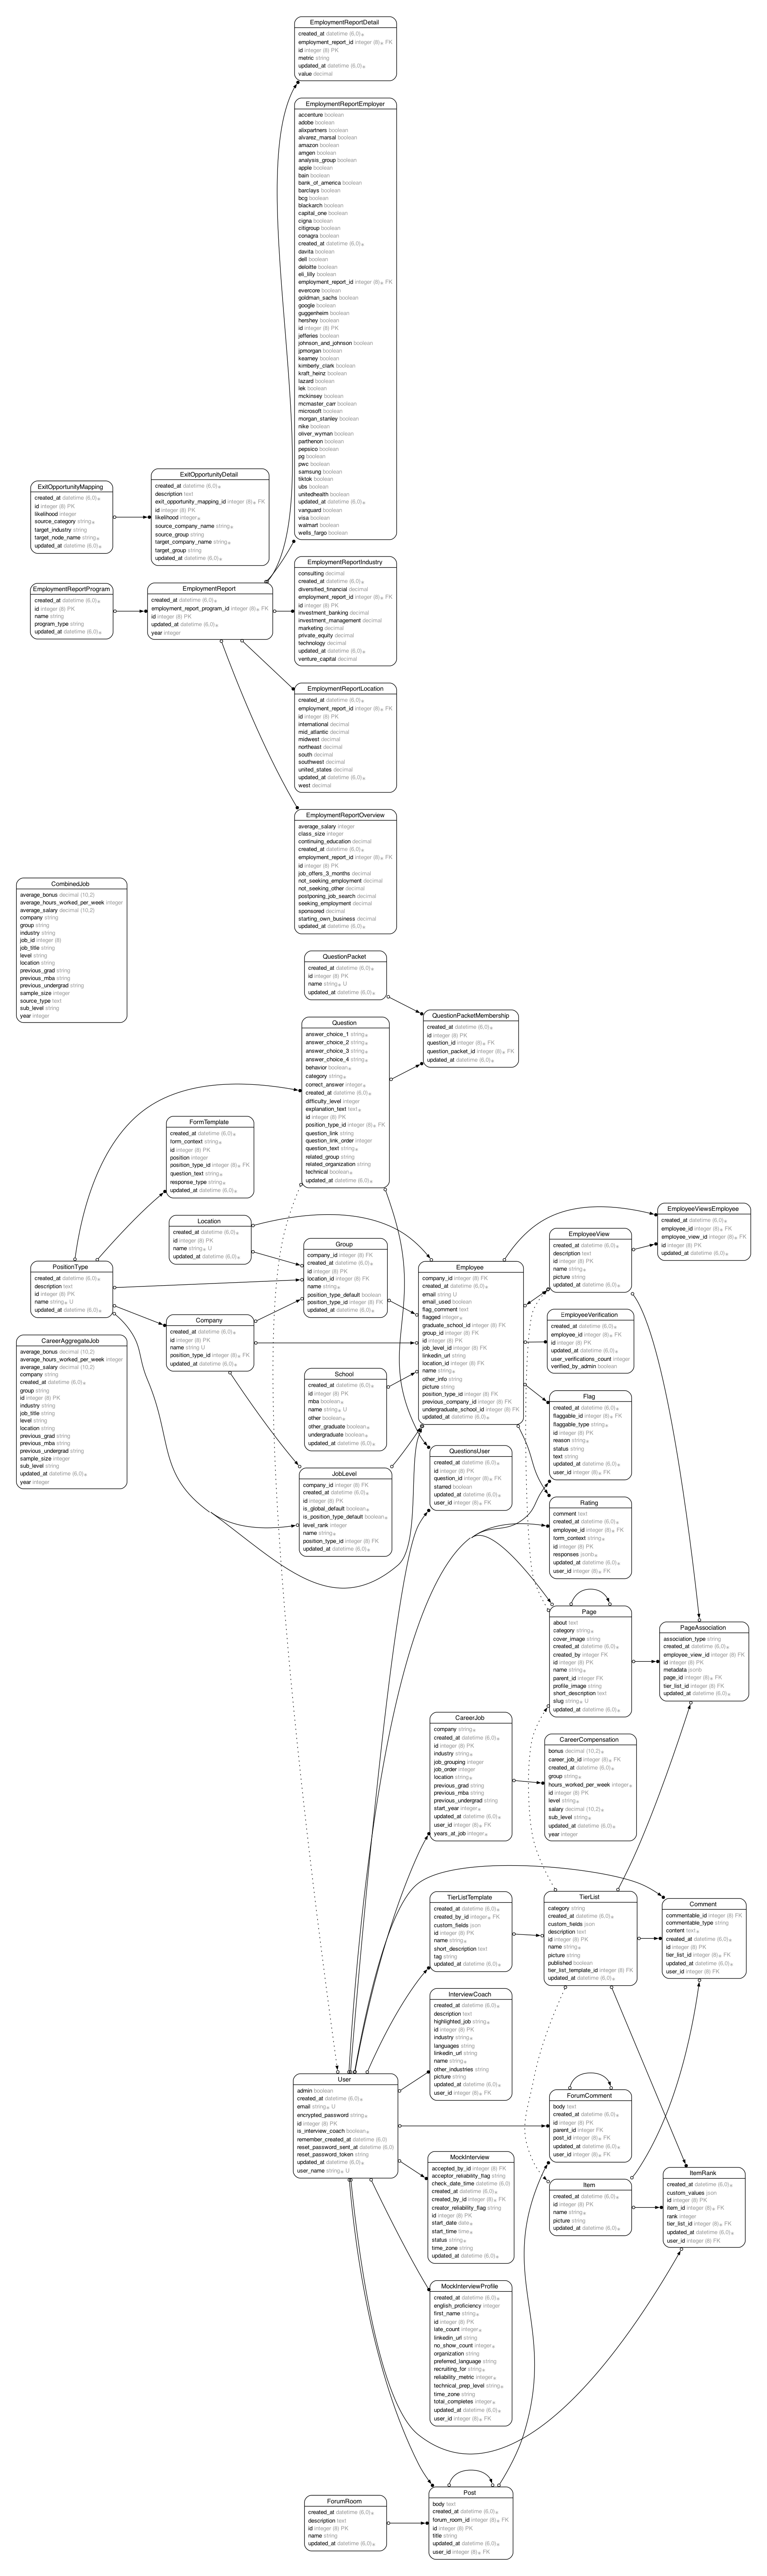 EmploymentReportDetail
created_at datetime (6,0)∗
employment_report_id integer (8)∗ FK
id integer (8) PK
metric string
updated_at datetime (6,0)∗
value decimal
EmploymentReportEmployer
accenture boolean
adobe boolean
alixpartners boolean
alvarez_marsal boolean
amazon boolean
amgen boolean
analysis_group boolean
apple boolean
bain boolean
bank_of_america boolean
barclays boolean
bcg boolean
blackarch boolean
capital_one boolean
cigna boolean
citigroup boolean
conagra boolean
created_at datetime (6,0)∗
davita boolean
dell boolean
deloitte boolean
eli_lilly boolean
employment_report_id integer (8)∗ FK
evercore boolean
goldman_sachs boolean
google boolean
guggenheim boolean
hershey boolean
id integer (8) PK
jefferies boolean
johnson_and_johnson boolean
jpmorgan boolean
kearney boolean
kimberly_clark boolean
kraft_heinz boolean
lazard boolean
lek boolean
mckinsey boolean
mcmaster_carr boolean
microsoft boolean
morgan_stanley boolean
nike boolean
oliver_wyman boolean
parthenon boolean
pepsico boolean
pg boolean
pwc boolean
samsung boolean
tiktok boolean
ubs boolean
unitedhealth boolean
updated_at datetime (6,0)∗
vanguard boolean
visa boolean
walmart boolean
wells_fargo boolean
ExitOpportunityMapping
created_at datetime (6,0)∗
id integer (8) PK
likelihood integer
source_category string∗
target_industry string
target_node_name string∗
updated_at datetime (6,0)∗
ExitOpportunityDetail
created_at datetime (6,0)∗
description text
exit_opportunity_mapping_id integer (8)∗ FK
id integer (8) PK
likelihood integer∗
source_company_name string∗
source_group string
target_company_name string∗
target_group string
updated_at datetime (6,0)∗
EmploymentReportProgram
created_at datetime (6,0)∗
id integer (8) PK
name string
program_type string
updated_at datetime (6,0)∗
EmploymentReport
created_at datetime (6,0)∗
employment_report_program_id integer (8)∗ FK
id integer (8) PK
updated_at datetime (6,0)∗
year integer
EmploymentReportIndustry
consulting decimal
created_at datetime (6,0)∗
diversified_financial decimal
employment_report_id integer (8)∗ FK
id integer (8) PK
investment_banking decimal
investment_management decimal
marketing decimal
private_equity decimal
technology decimal
updated_at datetime (6,0)∗
venture_capital decimal
EmploymentReportLocation
created_at datetime (6,0)∗
employment_report_id integer (8)∗ FK
id integer (8) PK
international decimal
mid_atlantic decimal
midwest decimal
northeast decimal
south decimal
southwest decimal
united_states decimal
updated_at datetime (6,0)∗
west decimal
EmploymentReportOverview
average_salary integer
class_size integer
continuing_education decimal
created_at datetime (6,0)∗
employment_report_id integer (8)∗ FK
id integer (8) PK
job_offers_3_months decimal
not_seeking_employment decimal
not_seeking_other decimal
postponing_job_search decimal
seeking_employment decimal
sponsored decimal
starting_own_business decimal
updated_at datetime (6,0)∗
CombinedJob
average_bonus decimal (10,2)
average_hours_worked_per_week integer
average_salary decimal (10,2)
company string
group string
industry string
job_id integer (8)
job_title string
level string
location string
previous_grad string
previous_mba string
previous_undergrad string
sample_size integer
source_type text
sub_level string
year integer
QuestionPacket
created_at datetime (6,0)∗
id integer (8) PK
name string∗ U
updated_at datetime (6,0)∗
QuestionPacketMembership
created_at datetime (6,0)∗
id integer (8) PK
question_id integer (8)∗ FK
question_packet_id integer (8)∗ FK
updated_at datetime (6,0)∗
Question
answer_choice_1 string∗
answer_choice_2 string∗
answer_choice_3 string∗
answer_choice_4 string∗
behavior boolean∗
category string∗
correct_answer integer∗
created_at datetime (6,0)∗
difficulty_level integer
explanation_text text∗
id integer (8) PK
position_type_id integer (8)∗ FK
question_link string
question_link_order integer
question_text string∗
related_group string
related_organization string
technical boolean∗
updated_at datetime (6,0)∗
FormTemplate
created_at datetime (6,0)∗
form_context string∗
id integer (8) PK
position integer
position_type_id integer (8)∗ FK
question_text string∗
response_type string∗
updated_at datetime (6,0)∗
Location
created_at datetime (6,0)∗
id integer (8) PK
name string∗ U
updated_at datetime (6,0)∗
PositionType
created_at datetime (6,0)∗
description text
id integer (8) PK
name string∗ U
updated_at datetime (6,0)∗
Group
company_id integer (8) FK
created_at datetime (6,0)∗
id integer (8) PK
location_id integer (8) FK
name string∗
position_type_default boolean
position_type_id integer (8) FK
updated_at datetime (6,0)∗
Company
created_at datetime (6,0)∗
id integer (8) PK
name string U
position_type_id integer (8)∗ FK
updated_at datetime (6,0)∗
School
created_at datetime (6,0)∗
id integer (8) PK
mba boolean∗
name string∗ U
other boolean
other_graduate boolean∗
undergraduate boolean∗
updated_at datetime (6,0)∗
JobLevel
company_id integer (8) FK
created_at datetime (6,0)∗
id integer (8) PK
is_global_default boolean∗
is_position_type_default boolean∗
level_rank integer
name string∗
position_type_id integer (8) FK
updated_at datetime (6,0)∗
CareerAggregateJob
average_bonus decimal (10,2)
average_hours_worked_per_week integer
average_salary decimal (10,2)
company string
created_at datetime (6,0)∗
group string
id integer (8) PK
industry string
job_title string
level string
location string
previous_grad string
previous_mba string
previous_undergrad string
sample_size integer
sub_level string
updated_at datetime (6,0)∗
year integer
Employee
company_id integer (8) FK
created_at datetime (6,0)∗
email string U
email_used boolean
flag_comment text
flagged integer∗
graduate_school_id integer (8) FK
group_id integer (8) FK
id integer (8) PK
job_level_id integer (8) FK
linkedin_url string
location_id integer (8) FK
name string∗
other_info string
picture string
position_type_id integer (8) FK
previous_company_id integer (8) FK
undergraduate_school_id integer (8) FK
updated_at datetime (6,0)∗
EmployeeView
created_at datetime (6,0)∗
description text
id integer (8) PK
name string∗
picture string
updated_at datetime (6,0)∗
EmployeeViewsEmployee
created_at datetime (6,0)∗
employee_id integer (8)∗ FK
employee_view_id integer (8)∗ FK
id integer (8) PK
updated_at datetime (6,0)∗
EmployeeVerification
created_at datetime (6,0)∗
employee_id integer (8)∗ FK
id integer (8) PK
updated_at datetime (6,0)∗
user_verifications_count integer
verified_by_admin boolean
Flag
created_at datetime (6,0)∗
flaggable_id integer (8)∗ FK
flaggable_type string∗
id integer (8) PK
reason string∗
status string
text string
updated_at datetime (6,0)∗
user_id integer (8)∗ FK
QuestionsUser
created_at datetime (6,0)∗
id integer (8) PK
question_id integer (8)∗ FK
starred boolean
updated_at datetime (6,0)∗
user_id integer (8)∗ FK
Rating
comment text
created_at datetime (6,0)∗
employee_id integer (8)∗ FK
form_context string∗
id integer (8) PK
responses jsonb∗
updated_at datetime (6,0)∗
user_id integer (8)∗ FK
Page
about text
category string∗
cover_image string
created_at datetime (6,0)∗
created_by integer FK
id integer (8) PK
name string∗
parent_id integer FK
profile_image string
short_description text
slug string∗ U
updated_at datetime (6,0)∗
PageAssociation
association_type string
created_at datetime (6,0)∗
employee_view_id integer (8) FK
id integer (8) PK
metadata jsonb
page_id integer (8)∗ FK
tier_list_id integer (8) FK
updated_at datetime (6,0)∗
CareerJob
company string∗
created_at datetime (6,0)∗
id integer (8) PK
industry string∗
job_grouping integer
job_order integer
location string∗
previous_grad string
previous_mba string
previous_undergrad string
start_year integer∗
updated_at datetime (6,0)∗
user_id integer (8)∗ FK
years_at_job integer∗
CareerCompensation
bonus decimal (10,2)∗
career_job_id integer (8)∗ FK
created_at datetime (6,0)∗
group string∗
hours_worked_per_week integer∗
id integer (8) PK
level string∗
salary decimal (10,2)∗
sub_level string∗
updated_at datetime (6,0)∗
year integer
TierListTemplate
created_at datetime (6,0)∗
created_by_id integer∗ FK
custom_fields json
id integer (8) PK
name string∗
short_description text
tag string
updated_at datetime (6,0)∗
TierList
category string
created_at datetime (6,0)∗
custom_fields json
description text
id integer (8) PK
name string∗
picture string
published boolean
tier_list_template_id integer (8) FK
updated_at datetime (6,0)∗
Comment
commentable_id integer (8) FK
commentable_type string
content text∗
created_at datetime (6,0)∗
id integer (8) PK
tier_list_id integer (8)∗ FK
updated_at datetime (6,0)∗
user_id integer (8) FK
InterviewCoach
created_at datetime (6,0)∗
description text
highlighted_job string∗
id integer (8) PK
industry string∗
languages string
linkedin_url string
name string∗
other_industries string
picture string
updated_at datetime (6,0)∗
user_id integer (8)∗ FK
User
admin boolean
created_at datetime (6,0)∗
email string∗ U
encrypted_password string∗
id integer (8) PK
is_interview_coach boolean∗
remember_created_at datetime (6,0)
reset_password_sent_at datetime (6,0)
reset_password_token string
updated_at datetime (6,0)∗
user_name string∗ U
ForumComment
body text
created_at datetime (6,0)∗
id integer (8) PK
parent_id integer FK
post_id integer (8)∗ FK
updated_at datetime (6,0)∗
user_id integer (8)∗ FK
MockInterview
accepted_by_id integer (8) FK
acceptor_reliability_flag string
check_date_time datetime (6,0)
created_at datetime (6,0)∗
created_by_id integer (8)∗ FK
creator_reliability_flag string
id integer (8) PK
start_date date∗
start_time time∗
status string∗
time_zone string
updated_at datetime (6,0)∗
Item
created_at datetime (6,0)∗
id integer (8) PK
name string∗
picture string
updated_at datetime (6,0)∗
ItemRank
created_at datetime (6,0)∗
custom_values json
id integer (8) PK
item_id integer (8)∗ FK
rank integer
tier_list_id integer (8)∗ FK
updated_at datetime (6,0)∗
user_id integer (8) FK
MockInterviewProfile
created_at datetime (6,0)∗
english_proficiency integer
first_name string∗
id integer (8) PK
late_count integer∗
linkedin_url string
no_show_count integer∗
organization string
preferred_language string
recruiting_for string∗
reliability_metric integer∗
technical_prep_level string∗
time_zone string
total_completes integer∗
updated_at datetime (6,0)∗
user_id integer (8)∗ FK
ForumRoom
created_at datetime (6,0)∗
description text
id integer (8) PK
name string
updated_at datetime (6,0)∗
Post
body text
created_at datetime (6,0)∗
forum_room_id integer (8)∗ FK
id integer (8) PK
title string
updated_at datetime (6,0)∗
user_id integer (8)∗ FK